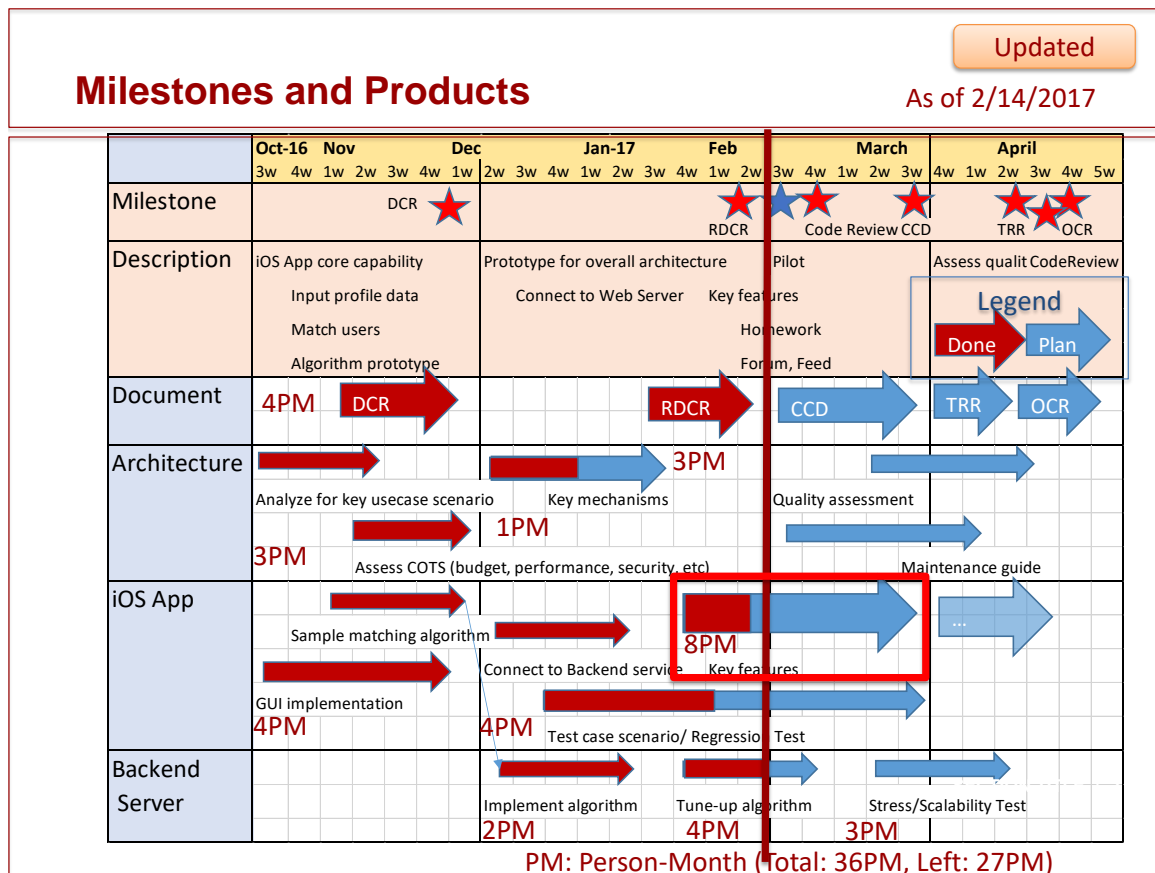 Updated
Milestones and Products
As of 2/14/2017
Oct-16 Nov Dec Jan-17 Feb March April
3w 4w 1w 2w 3w 4w 1w 2w 3w 4w 1w 2w 3w 4w 1w 2w 3w 4w 1w 2w 3w 4w 1w 2w 3w 4w 5w
Milestone
DCR
RDCR
Code Review CCD
TRR
OCR
Description
iOS App core capability
Prototype for overall architecture
Pilot
Assess qualit CodeReview
Input profile data
Connect to Web Server
Key features
Legend
Match users
Homework
Done
Plan
Algorithm prototype
Forum, Feed
Document
4PM
DCR
RDCR
CCD
TRR
OCR
Architecture
3PM
Analyze for key usecase scenario
Key mechanisms
Quality assessment
1PM
3PM
Assess COTS (budget, performance, security, etc)
Maintenance guide
iOS App
...
Sample matching algorithm
8PM
Connect to Backend service
Key features
GUI implementation
4PM
4PM
Test case scenario/ Regression Test
Backend
Server
Implement algorithm
Tune-up algorithm
Stress/Scalability Test
2PM
4PM
3PM
PM: Person-Month (Total: 36PM, Left: 27PM)